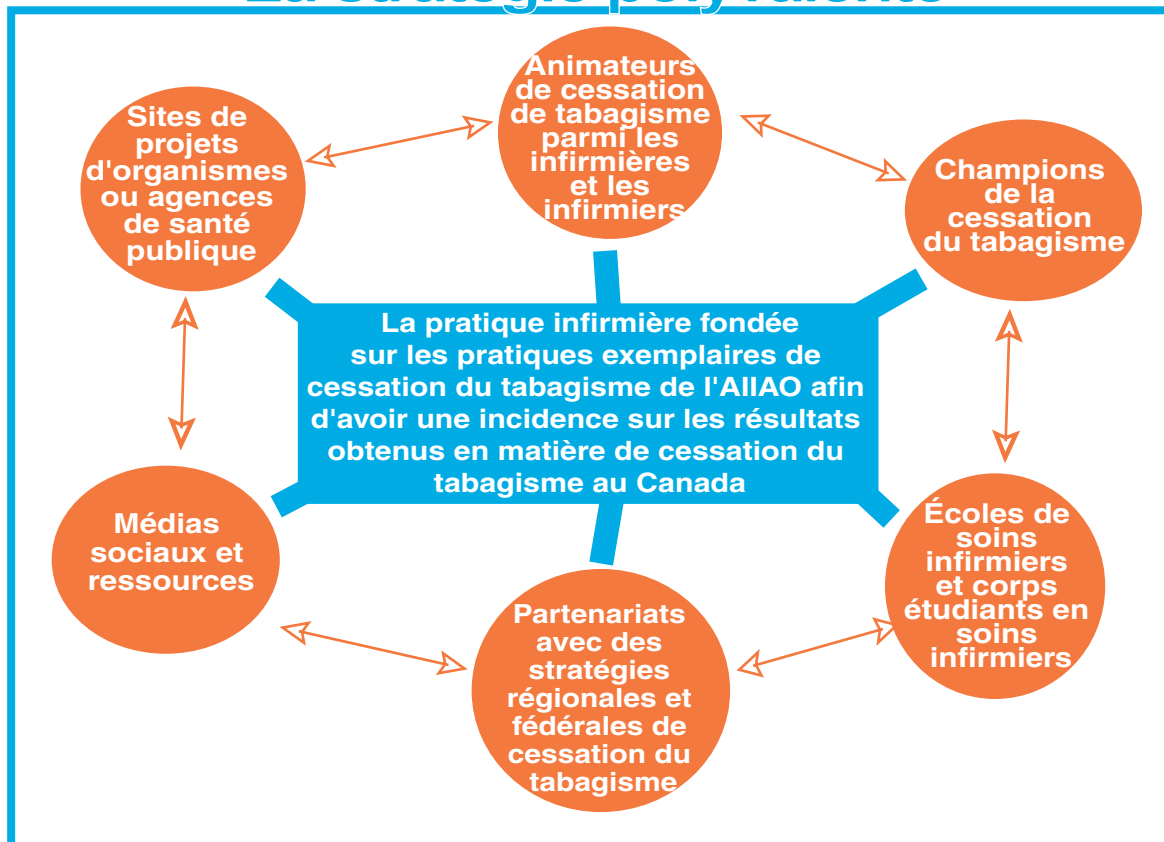 La stratégie polyvalente
Animateurs
de cessation
de tabagisme
parmi les
infirmières
et les
infirmiers
Sites de
projets
d'organismes
ou agences
de santé
publique
Champions
de la
cessation
du tabagisme
La pratique infirmière fondée
sur les pratiques exemplaires de
cessation du tabagisme de l'AIIAO afin
d'avoir une incidence sur les résultats
obtenus en matière de cessation du
tabagisme au Canada
Médias
sociaux et
ressources
Écoles de
soins
infirmiers
et corps
étudiants en
soins
infirmiers
Partenariats
avec des
stratégies
régionales et
fédérales de
cessation du
tabagisme